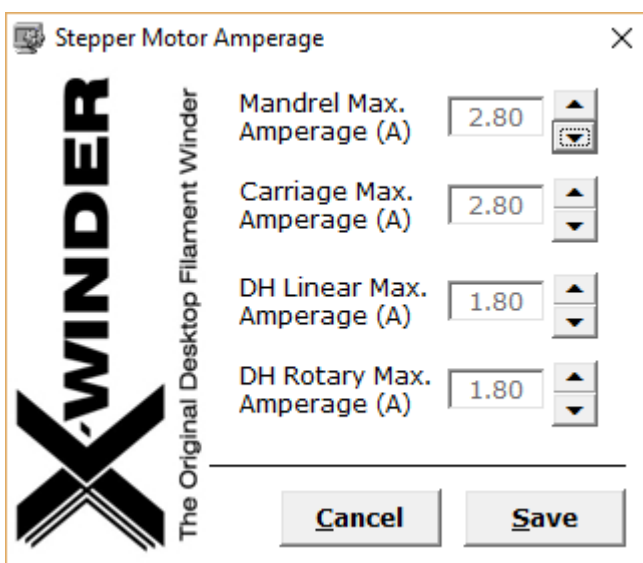 Stepper Motor Amperage
X-WINDER
The Original Desktop Filament Winder
Mandrel Max.
Amperage (A)
2.80
Carriage Max.
Amperage (A)
2.80
DH Linear Max.
Amperage (A)
1.80
DH Rotary Max.
Amperage (A)
1.80
Cancel
Save